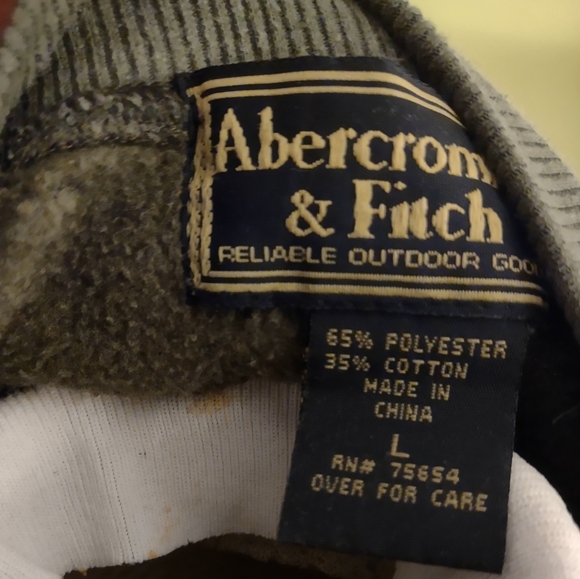 Abercrom
& Fitch
RELIABLE OUTDOOR GOO
65% POLYESTER
35% COTTON
MADE IN
CHINA
L
RN# 75654
OVER FOR CARE